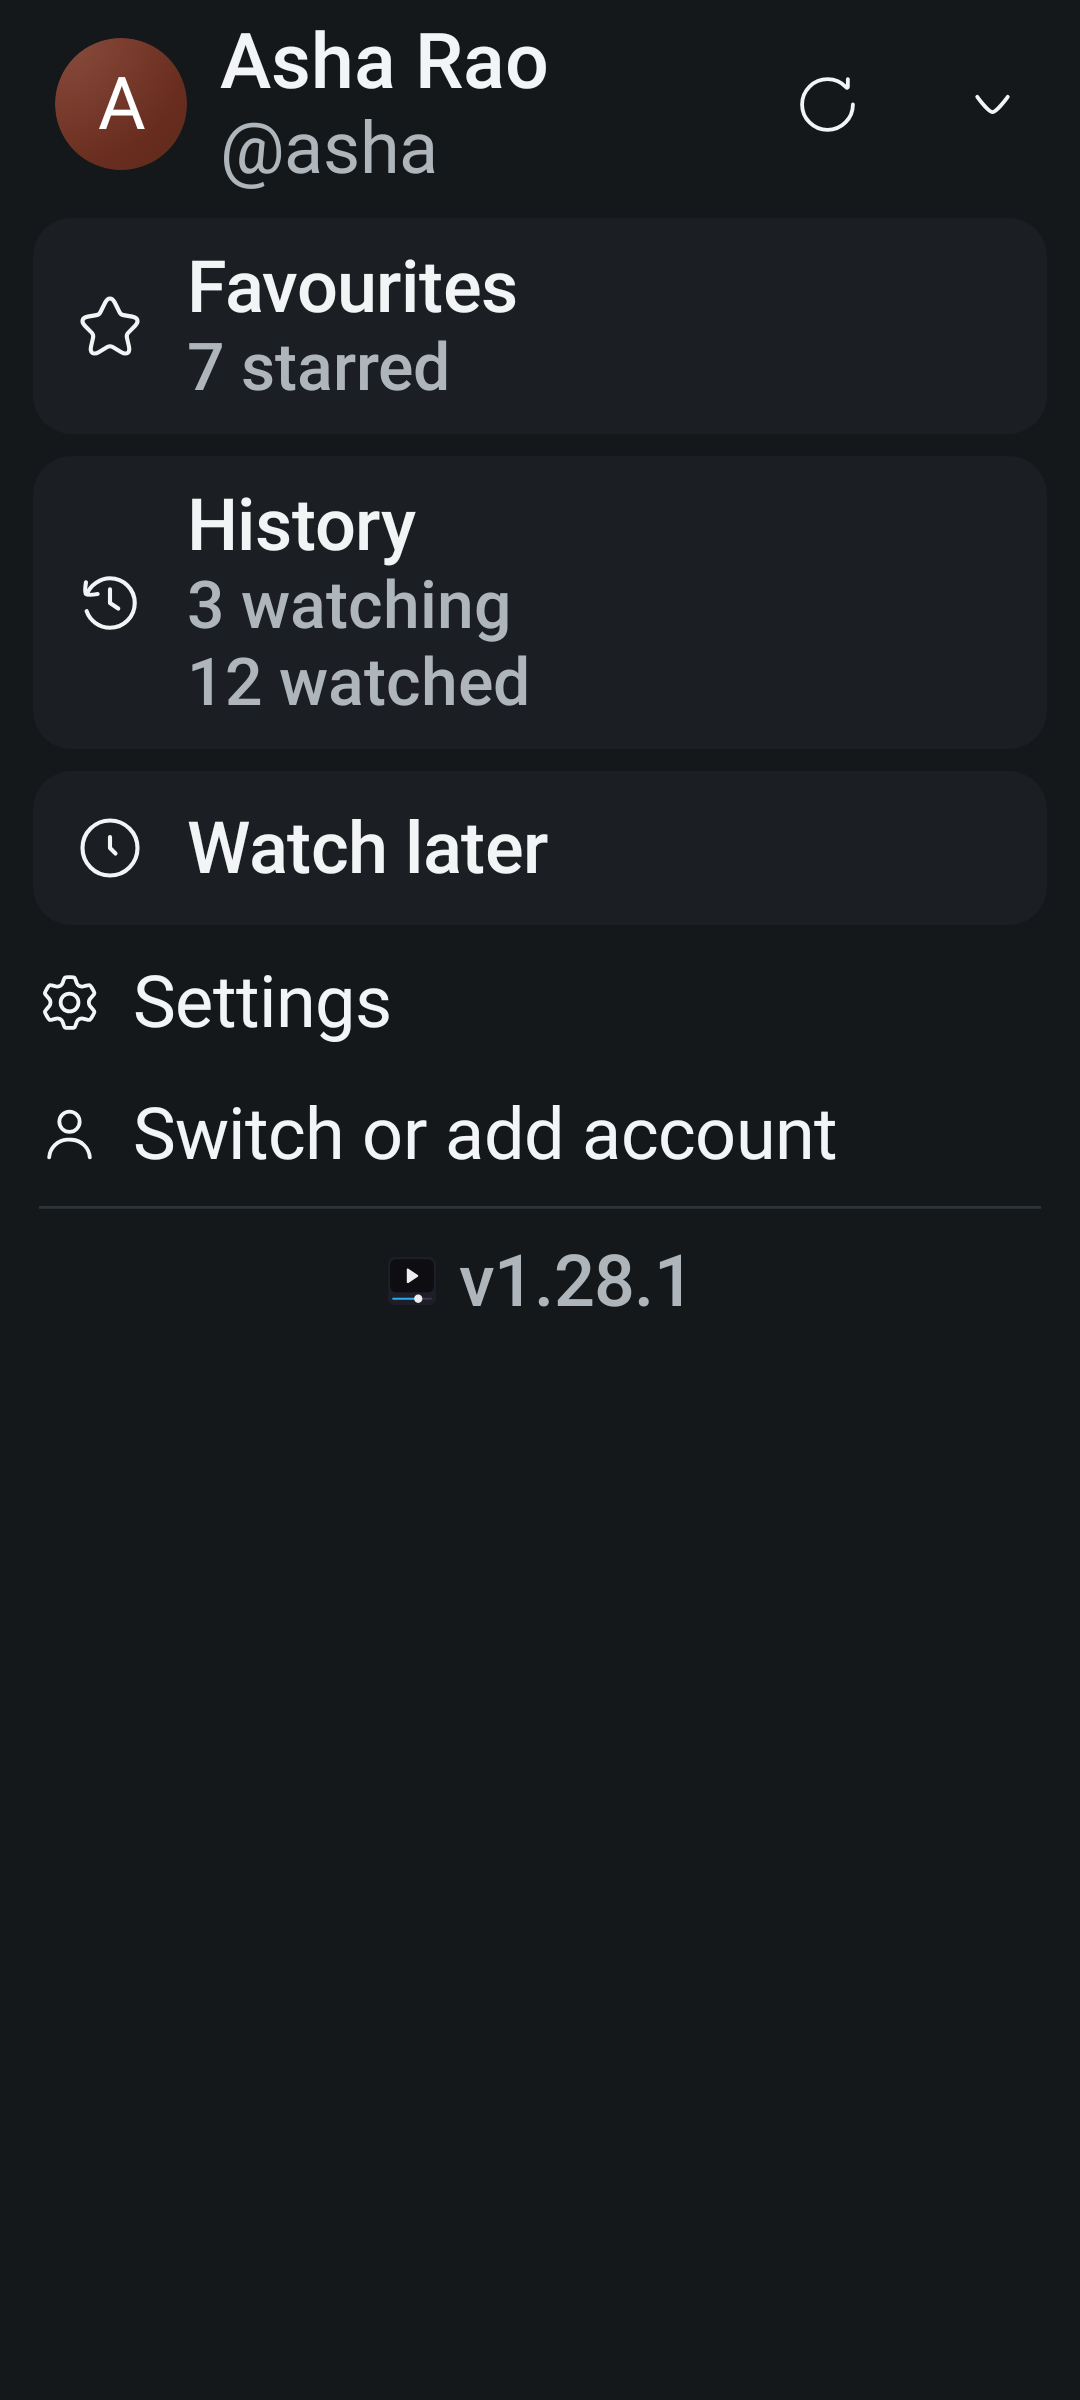 A
Asha Rao
@asha
Favourites
7 starred
History
3 watching
12 watched
Watch later
Settings
Switch or add account
v1.28.1